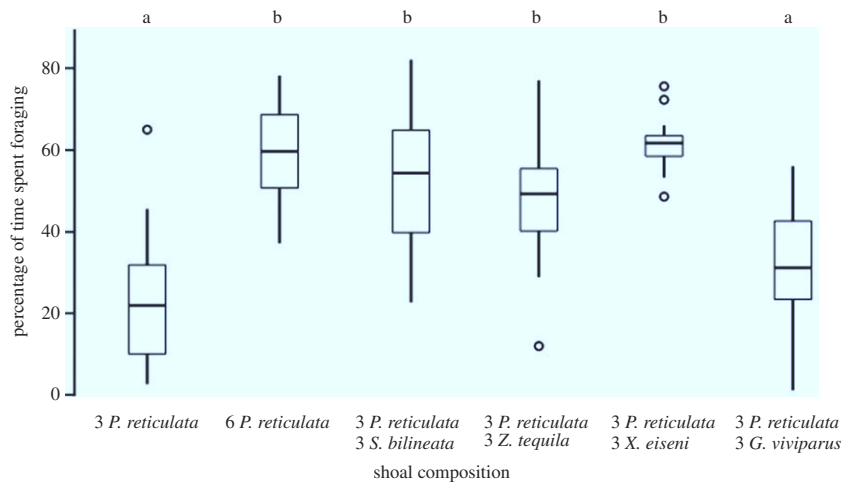 a b b b b a
percentage of time spent foraging
80
60
40
20
0
3 P. reticulata 6 P. reticulata 3 P. reticulata 3 P. reticulata 3 P. reticulata 3 P. reticulata
3 S. bilineata 3 Z. tequila 3 X. eiseni 3 G. viviparus
shoal composition